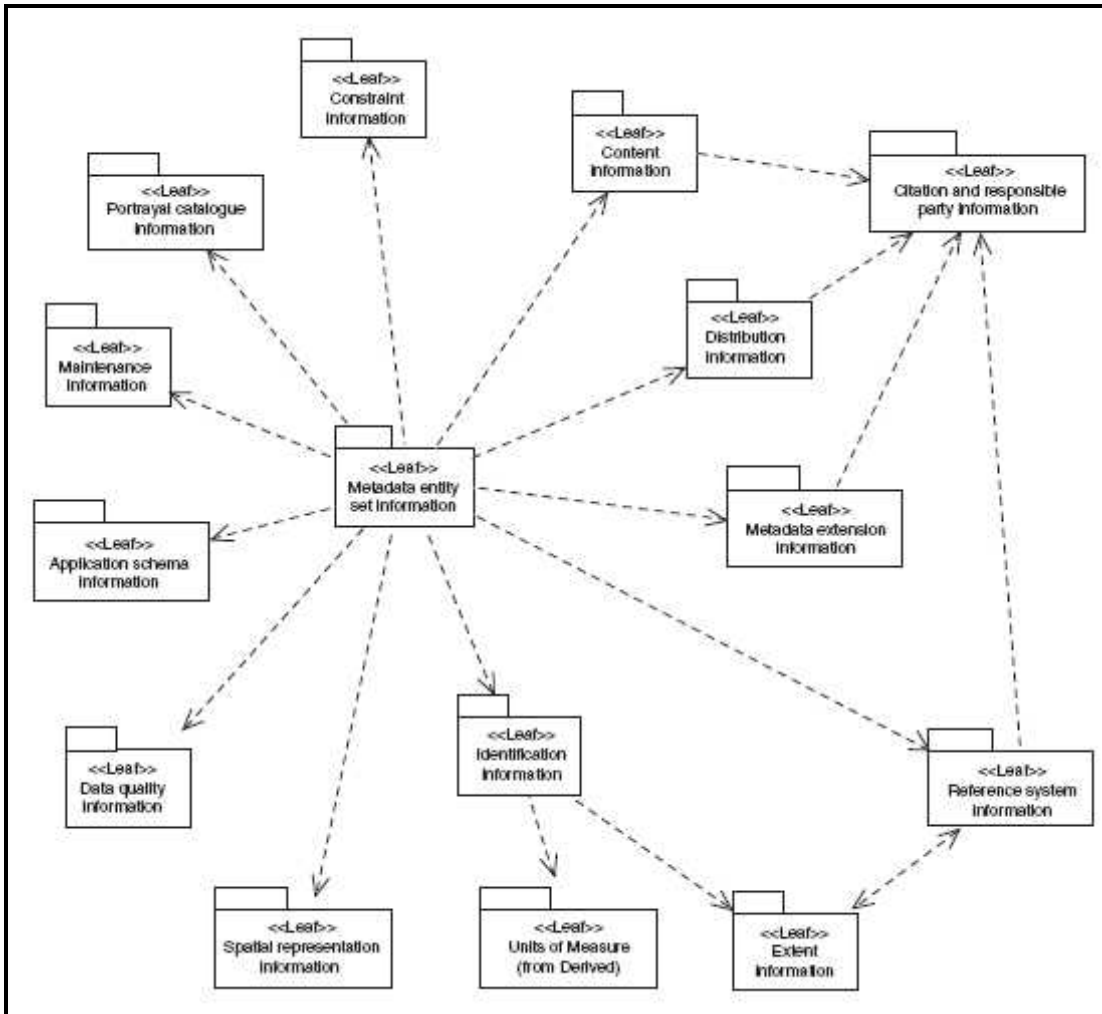 <<Leaf>>
Constraint
Information
<<Leaf>>
Content
Information
<<Leaf>>
Citation and responsible
party Information
<<Leaf>>
Portrayal catalogue
Information
<<Leaf>>
Distribution
Information
<<Leaf>>
Maintenance
Information
<<Leaf>>
Metadata entity
set Information
<<Leaf>>
Metadata extension
Information
<<Leaf>>
Application schema
Information
<<Leaf>>
Identification
Information
<<Leaf>>
Data quality
Information
<<Leaf>>
Reference system
Information
<<Leaf>>
Spatial representation
Information
<<Leaf>>
Units of Measure
(from Derived)
<<Leaf>>
Extent
Information